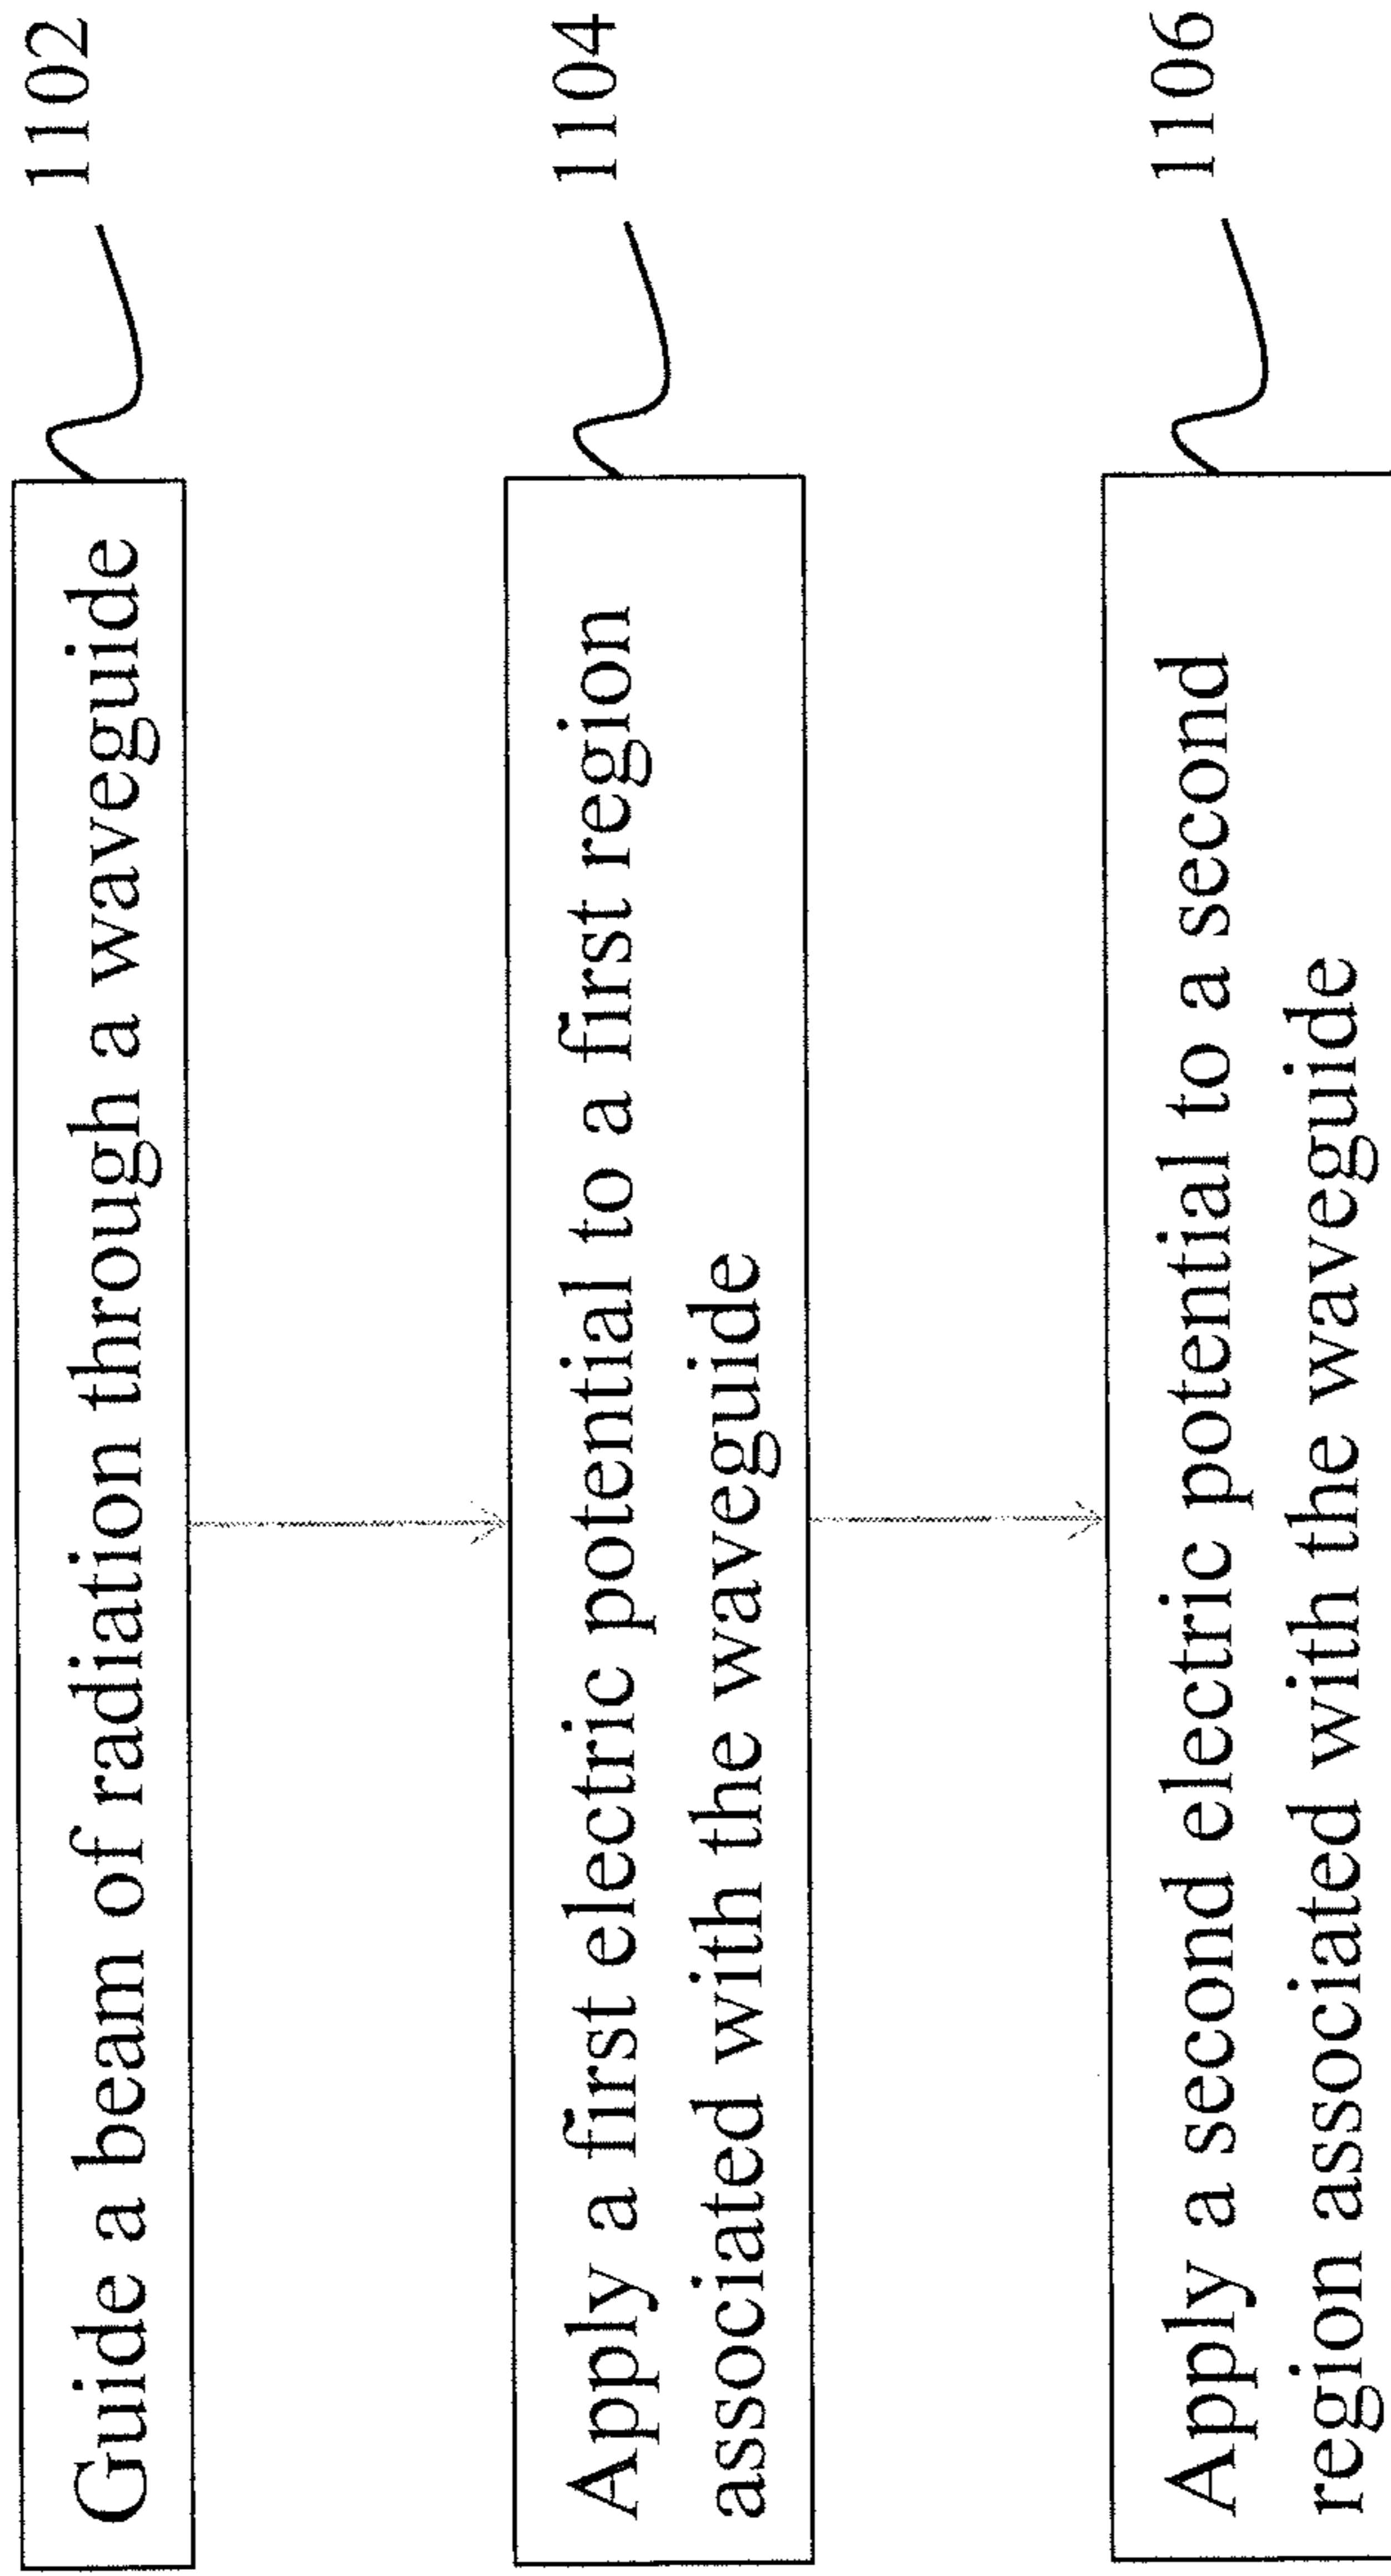 Guide a beam of radiation through a waveguide
1102
Apply a first electric potential to a first region
associated with the waveguide
1104
Apply a second electric potential to a second
region associated with the waveguide
1106